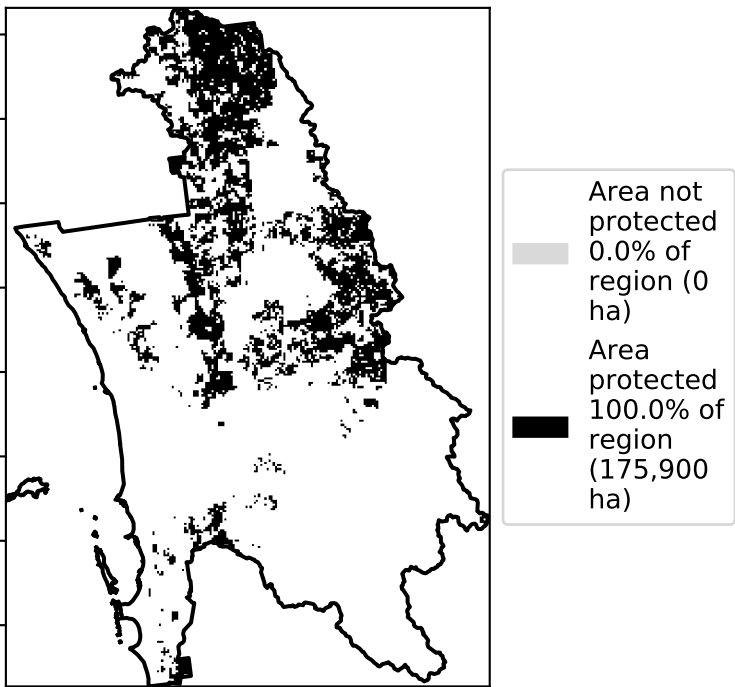 Area not
protected
0.0% of
region (0
ha)
Area
protected
100.0% of
region
(175,900
ha)